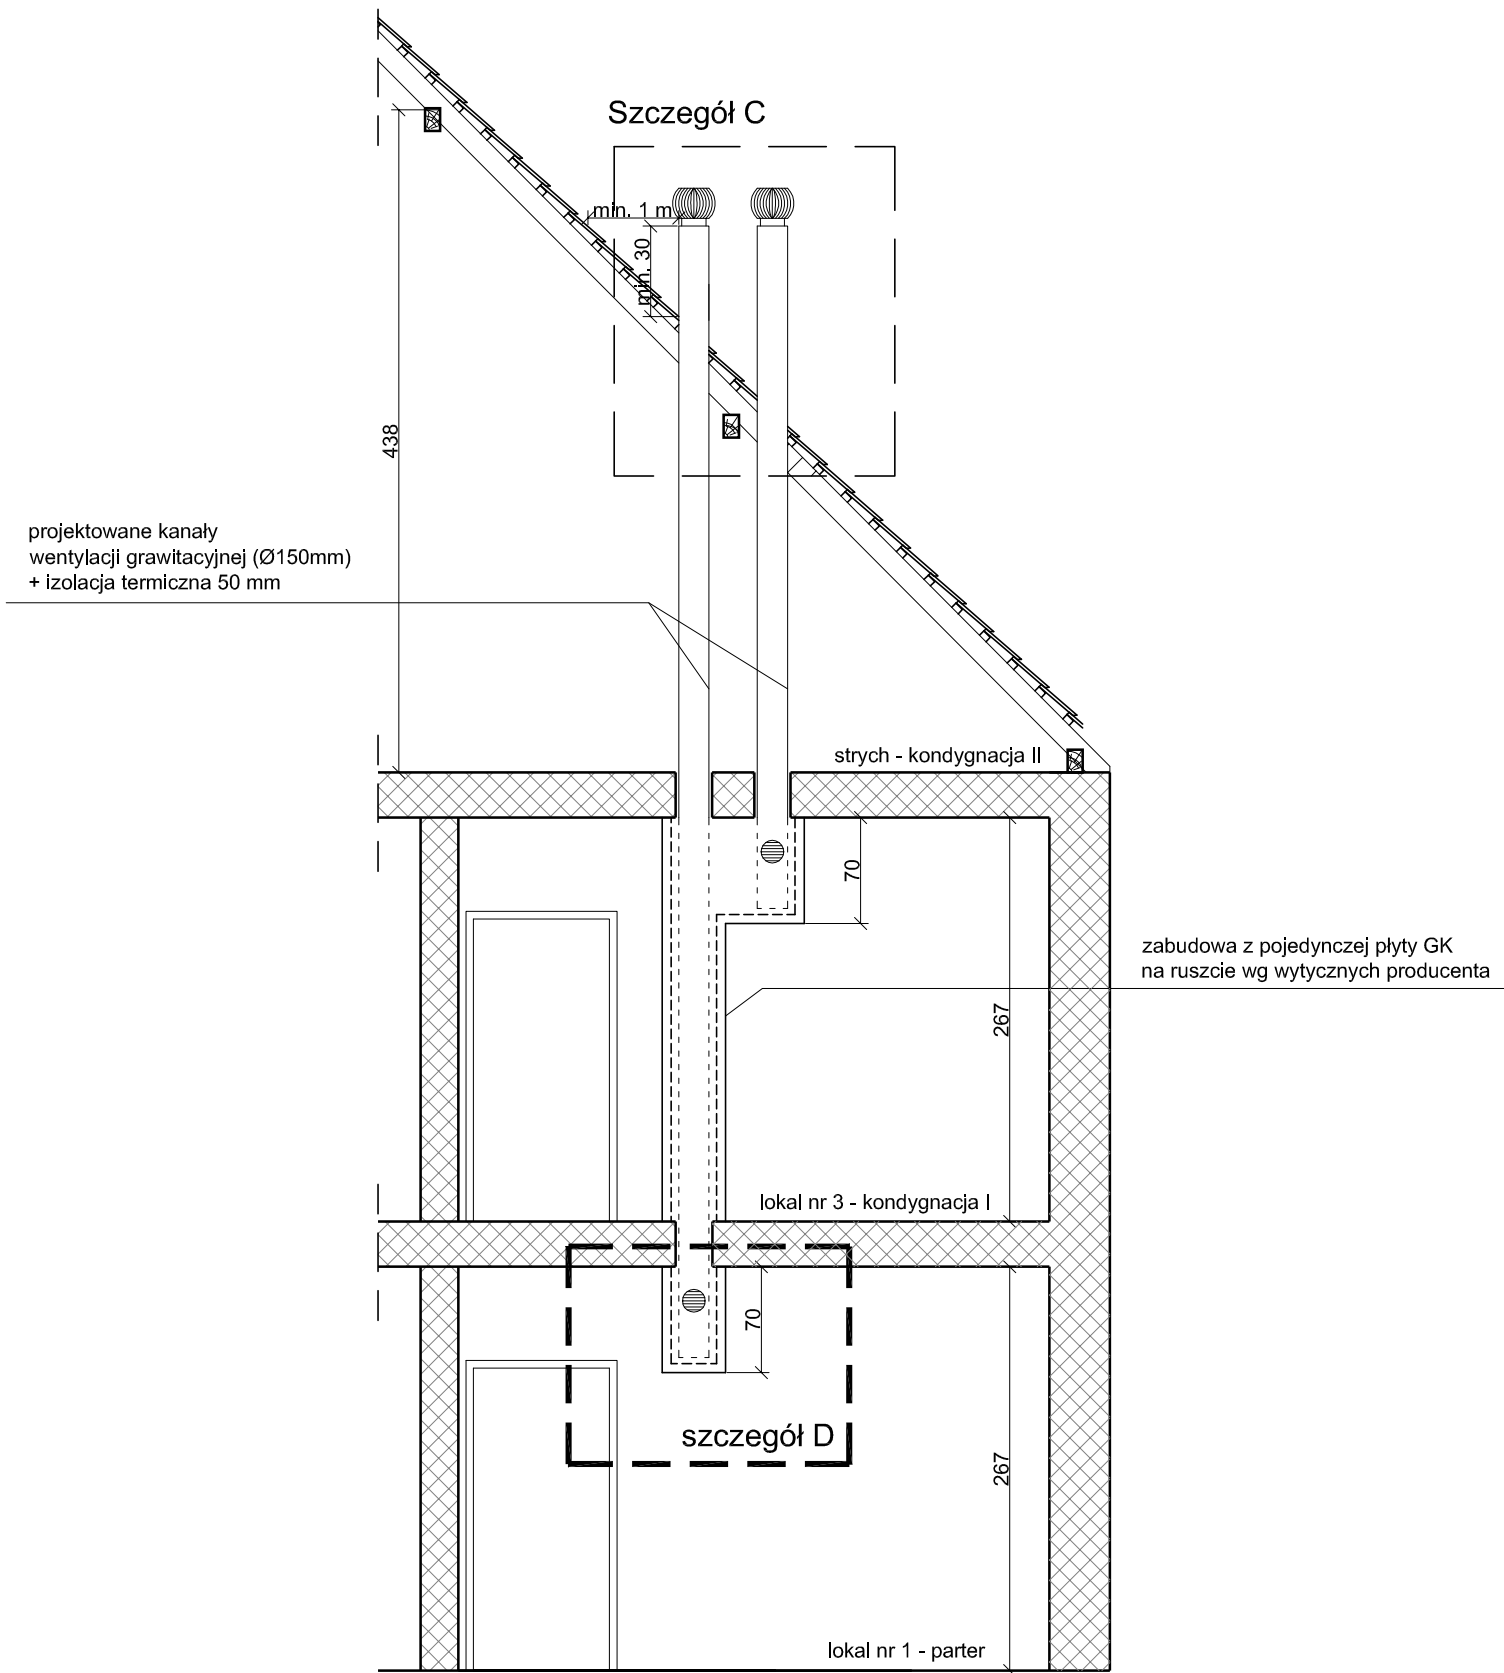 Szczegół C
min. 1 m
min. 30
438
projektowane kanały
wentylacji grawitacyjnej (Ø150mm)
+ izolacja termiczna 50 mm
strych - kondygnacja II
70
zabudowa z pojedynczej płyty GK
na ruszcie wg wytycznych producenta
267
lokal nr 3 - kondygnacja I
70
szczegół D
267
lokal nr 1 - parter